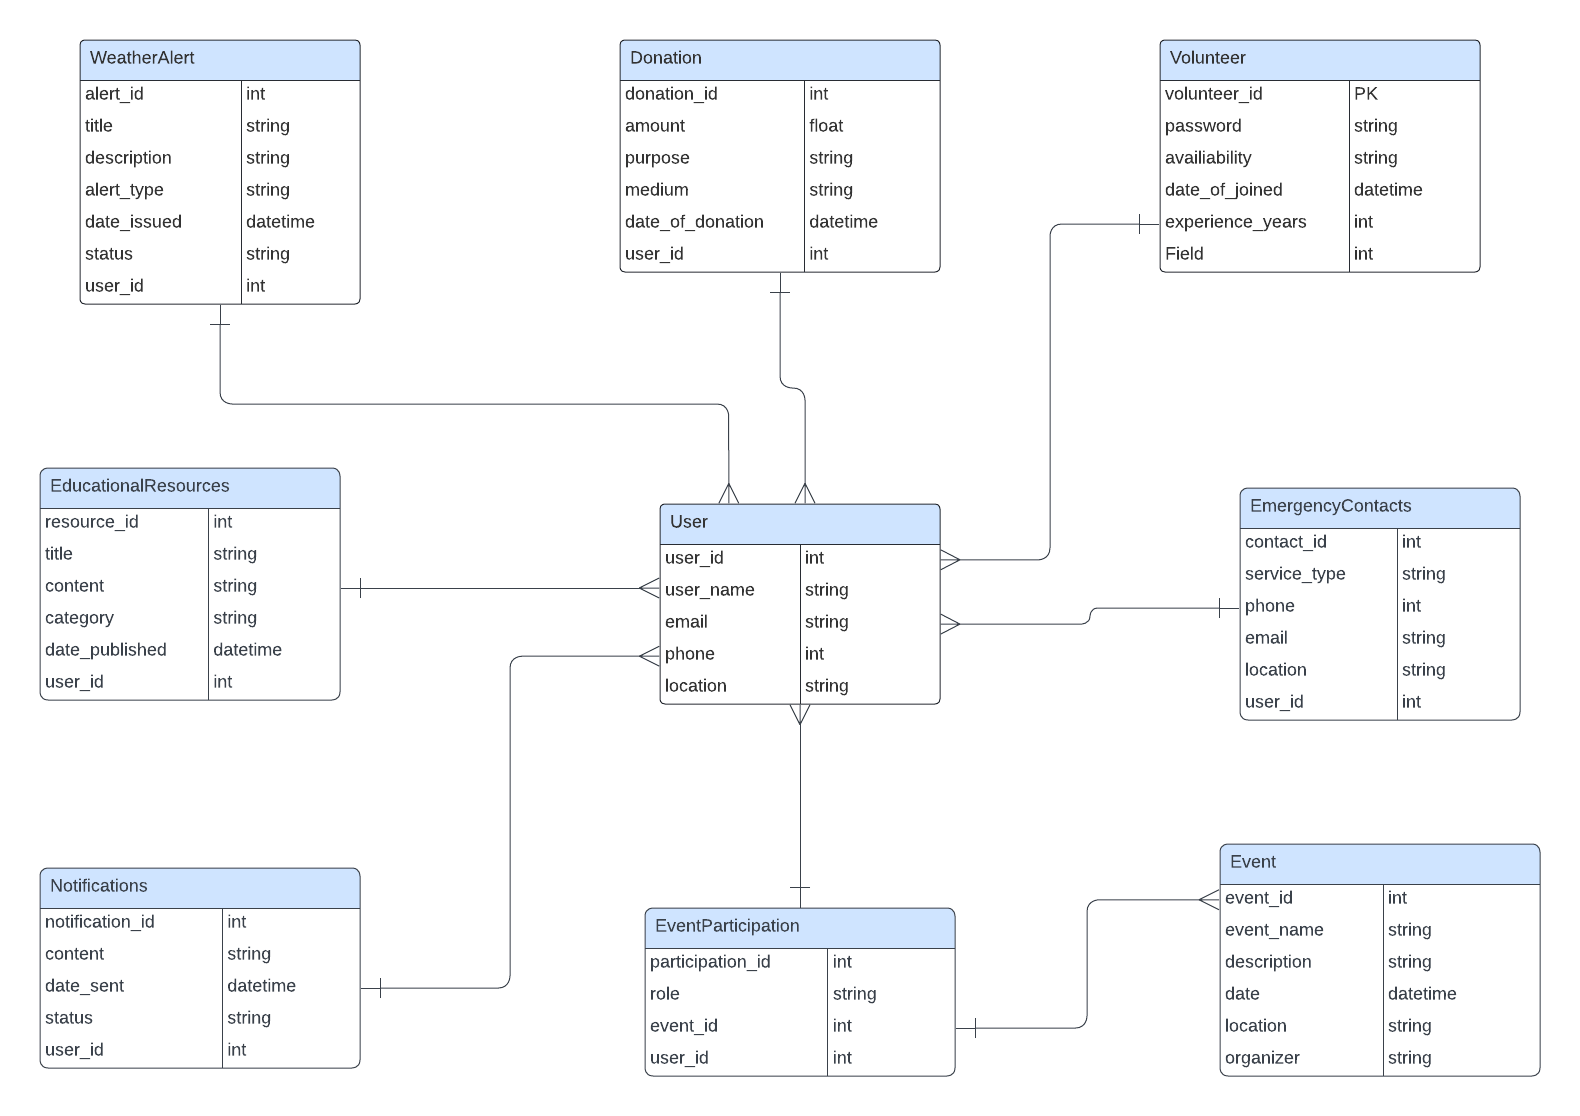 WeatherAlert
alert_id int
title string
description string
alert_type string
date_issued datetime
status string
user_id int
Donation
donation_id int
amount float
purpose string
medium string
date_of_donation datetime
user_id int
Volunteer
volunteer_id PK
password string
availiability string
date_of_joined datetime
experience_years int
Field int
EducationalResources
resource_id int
title string
content string
category string
date_published datetime
user_id int
User
user_id int
user_name string
email string
phone int
location string
EmergencyContacts
contact_id int
service_type string
phone int
email string
location string
user_id int
Notifications
notification_id int
content string
date_sent datetime
status string
user_id int
EventParticipation
participation_id int
role string
event_id int
user_id int
Event
event_id int
event_name string
description string
date datetime
location string
organizer string